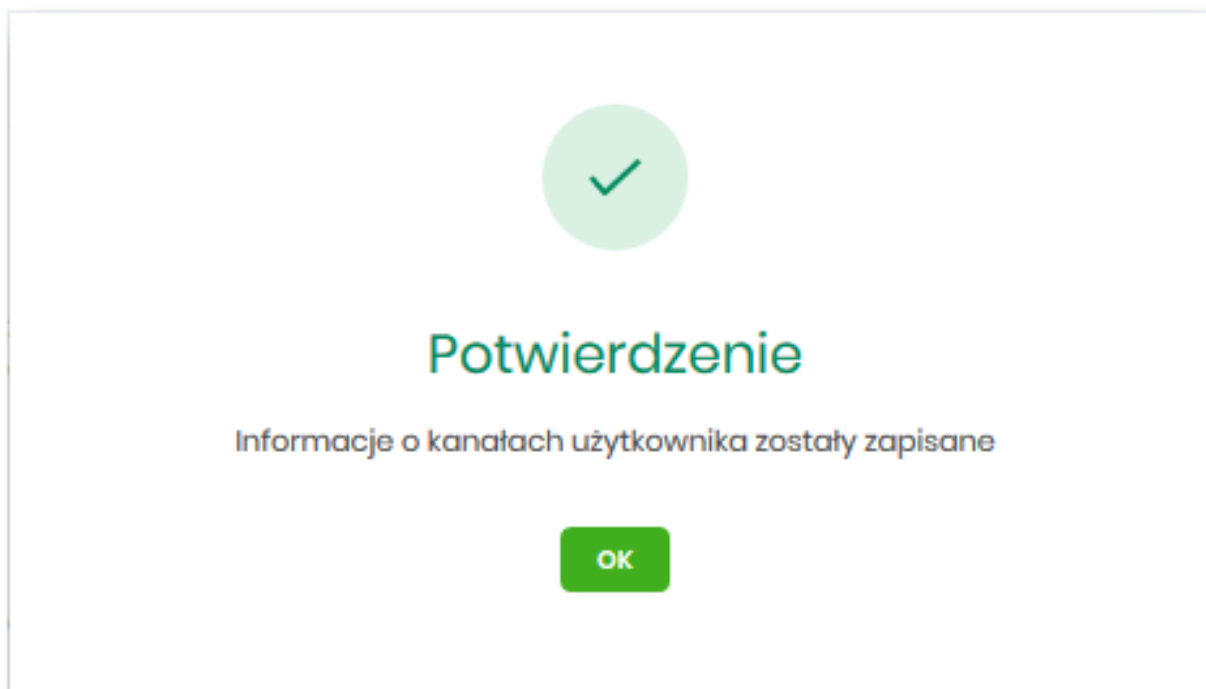 Potwierdzenie
Informacje o kanałach użytkownika zostały zapisane
OK